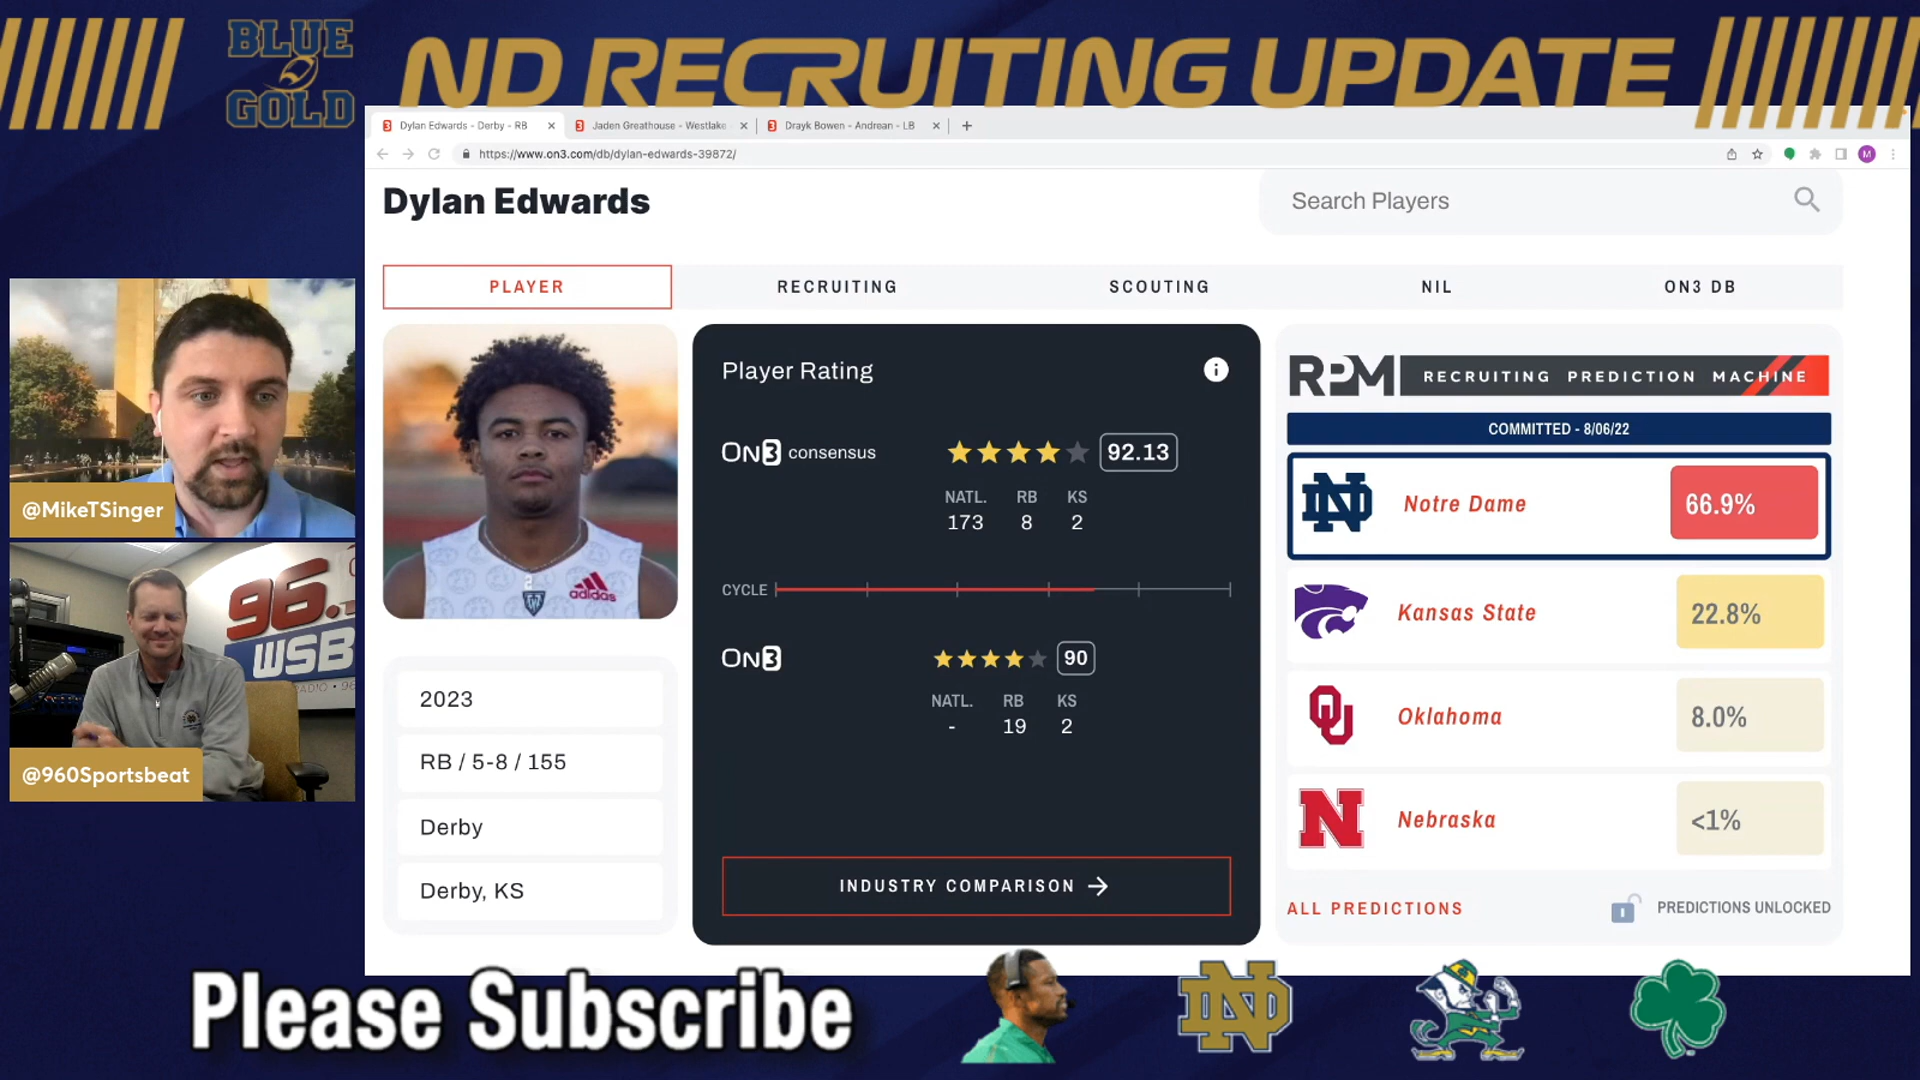 BLUE
GOLD
ND RECRUITING UPDATE
Dylan Edwards - Derby - RB
Jaden Greathouse - Westlake
Drayk Bowen - Andrean - LB
https://www.on3.com/db/dylan-edwards-39872/
M
Dylan Edwards
Search Players
PLAYER
RECRUITING
SCOUTING
NIL
ON3 DB
@MikeTSinger
96.
WSB
RADIO
@960Sportsbeat
adidas
2023
RB / 5-8 / 155
Derby
Derby, KS
Player Rating
ON3 consensus
92.13
NATL. RB KS
173 8 2
CYCLE
ON3
90
NATL. RB KS
- 19 2
INDUSTRY COMPARISON →
RPM RECRUITING PREDICTION MACHINE
COMMITTED - 8/06/22
ND Notre Dame 66.9%
Kansas State 22.8%
OU Oklahoma 8.0%
N Nebraska <1%
ALL PREDICTIONS
PREDICTIONS UNLOCKED
Please Subscribe
ND